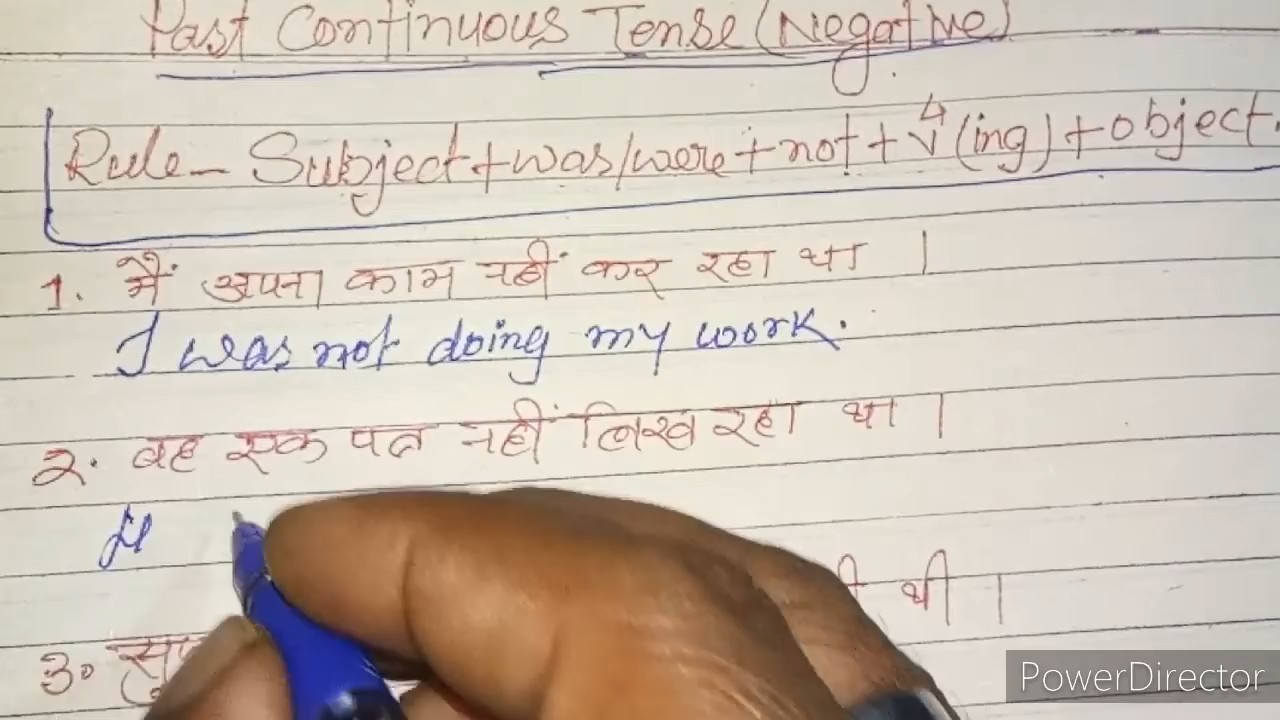 Past Continuous Tense (Negative)
Rule - Subject + was/were + not + V4 (ing) + object.
1. मैं अपना काम नहीं कर रहा था ।
I was not doing my work.
2. वह एक पत्र नहीं लिख रहा था ।
He
थी ।
3.
PowerDirector